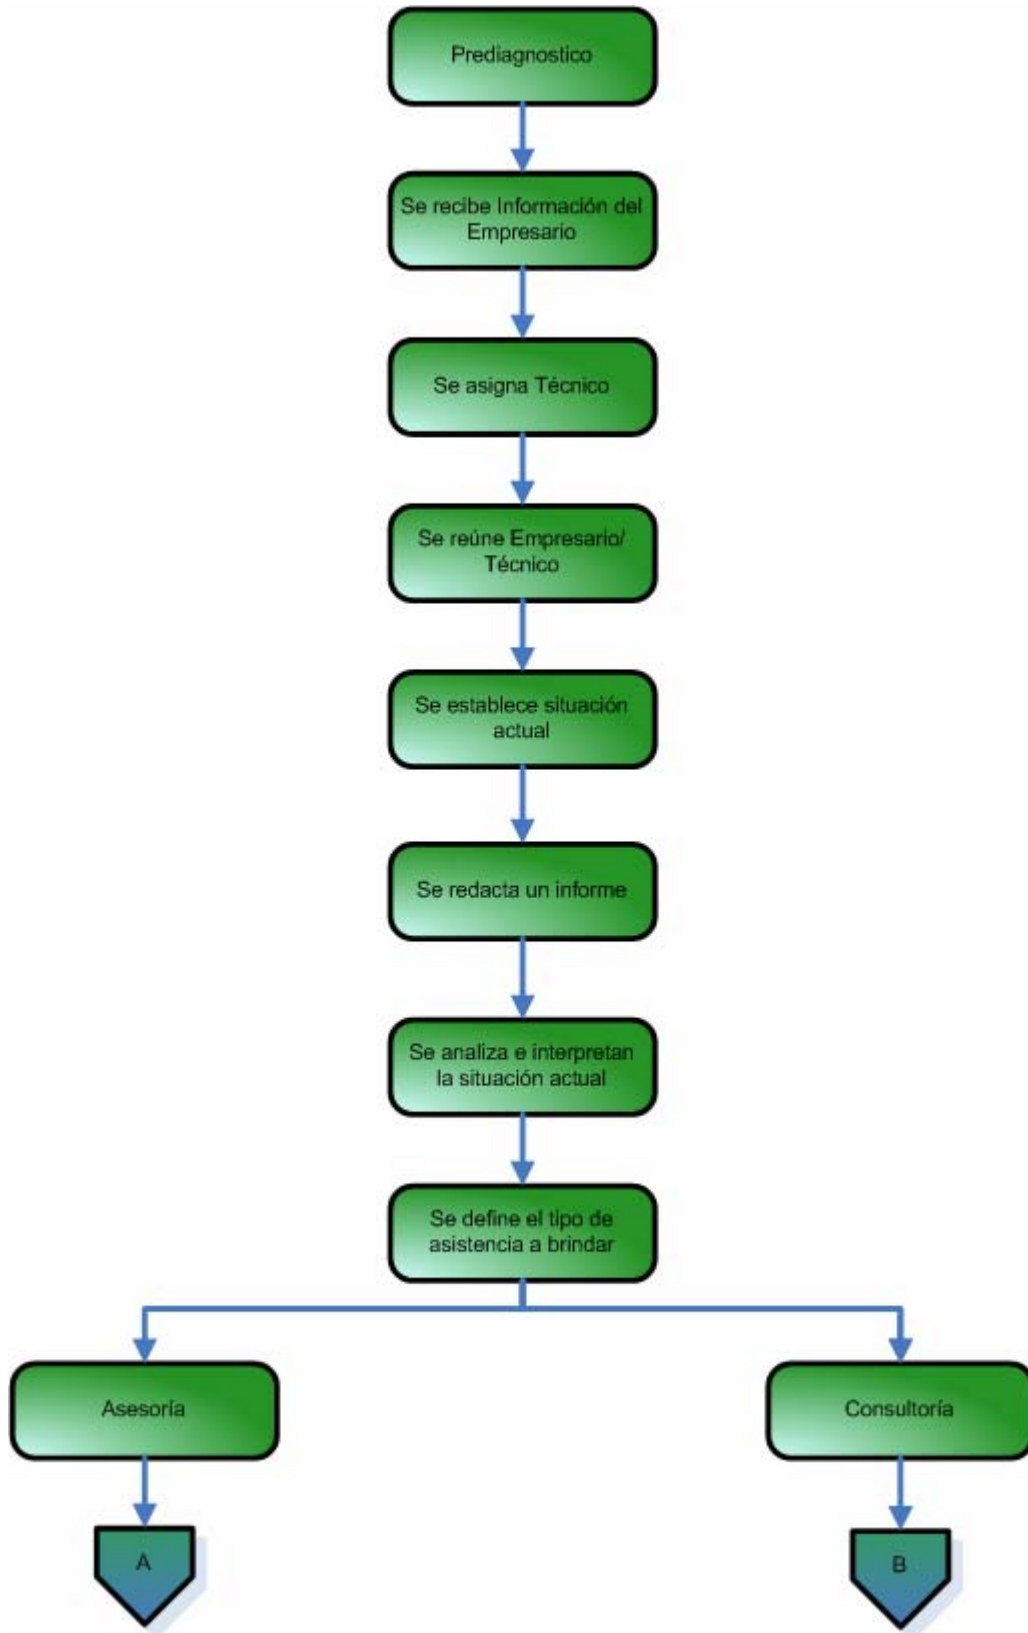 Prediagnostico
Se recibe Información del
Empresario
Se asigna Técnico
Se reúne Empresario/
Técnico
Se establece situación
actual
Se redacta un informe
Se analiza e interpretan
la situación actual
Se define el tipo de
asistencia a brindar
Asesoría
Consultoría
A
B